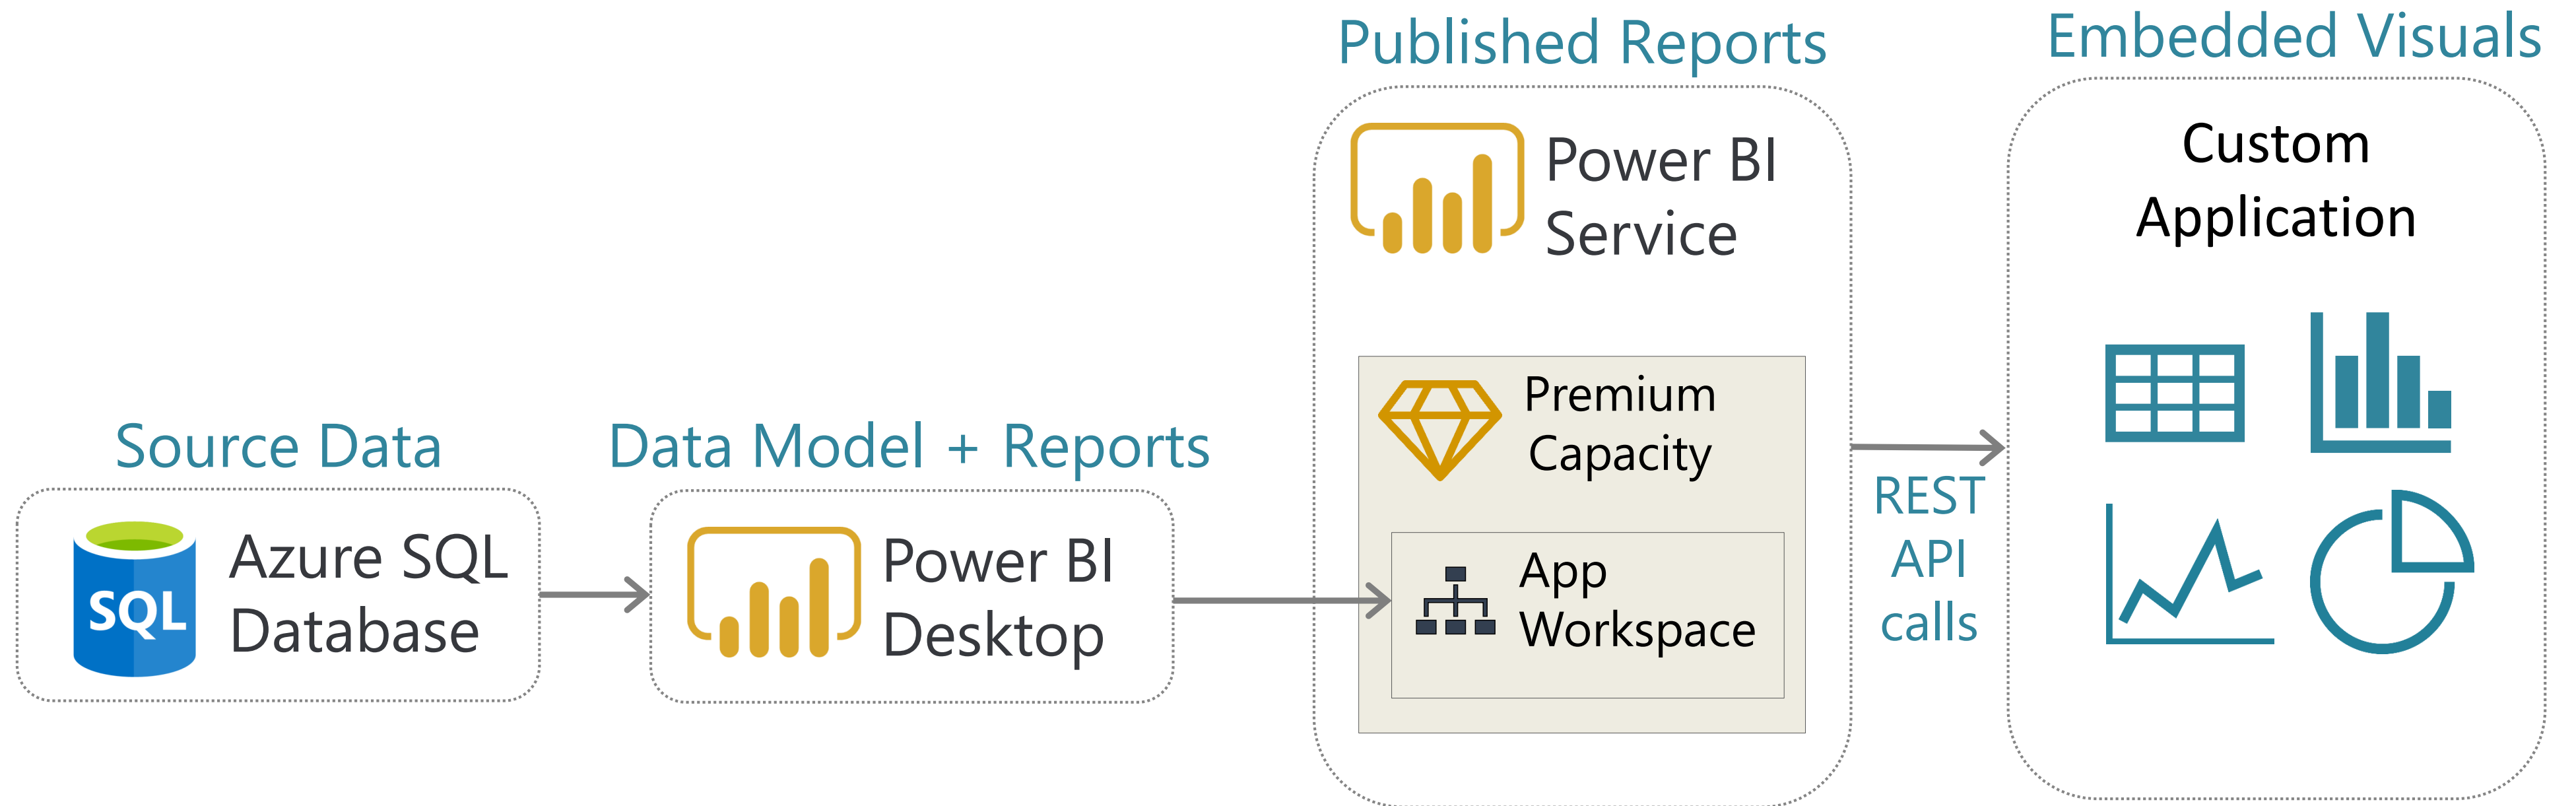 Source Data
SQL
Azure SQL
Database
Data Model + Reports
Power BI
Desktop
Published Reports
Power BI
Service
Premium
Capacity
App
Workspace
REST
API
calls
Embedded Visuals
Custom
Application